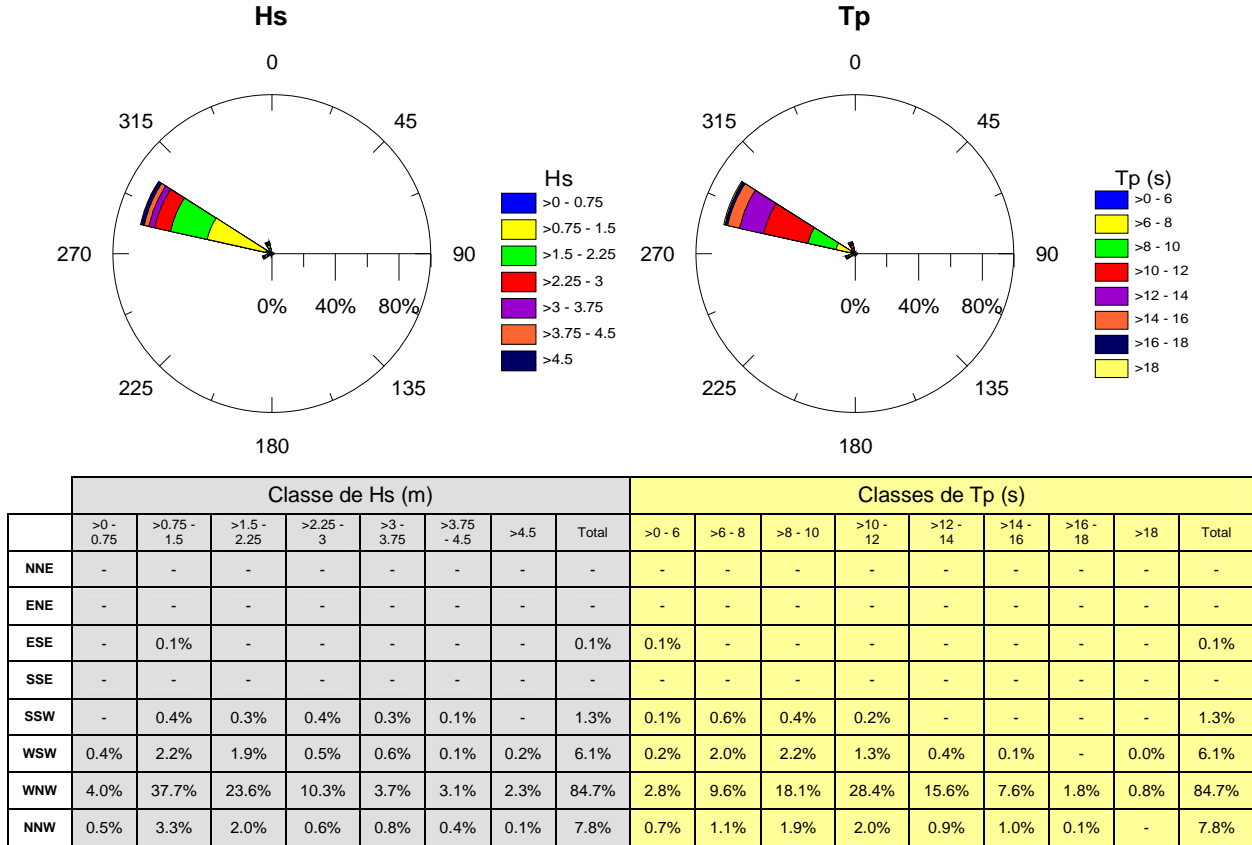 Hs
0
45
90
135
180
225
270
315
0% 40% 80%
Hs
>0 - 0.75
>0.75 - 1.5
>1.5 - 2.25
>2.25 - 3
>3 - 3.75
>3.75 - 4.5
>4.5
Tp
0
45
90
135
180
225
270
315
0% 40% 80%
Tp (s)
>0 - 6
>6 - 8
>8 - 10
>10 - 12
>12 - 14
>14 - 16
>16 - 18
>18
Classe de Hs (m) Classes de Tp (s)
>0 - 0.75 >0.75 - 1.5 >1.5 - 2.25 >2.25 - 3 >3 - 3.75 >3.75 - 4.5 >4.5 Total >0 - 6 >6 - 8 >8 - 10 >10 - 12 >12 - 14 >14 - 16 >16 - 18 >18 Total
NNE - - - - - - - - - - - - - - - - -
ENE - - - - - - - - - - - - - - - - -
ESE - 0.1% - - - - - 0.1% 0.1% - - - - - - - 0.1%
SSE - - - - - - - - - - - - - - - - -
SSW - 0.4% 0.3% 0.4% 0.3% 0.1% - 1.3% 0.1% 0.6% 0.4% 0.2% - - - - 1.3%
WSW 0.4% 2.2% 1.9% 0.5% 0.6% 0.1% 0.2% 6.1% 0.2% 2.0% 2.2% 1.3% 0.4% 0.1% - 0.0% 6.1%
WNW 4.0% 37.7% 23.6% 10.3% 3.7% 3.1% 2.3% 84.7% 2.8% 9.6% 18.1% 28.4% 15.6% 7.6% 1.8% 0.8% 84.7%
NNW 0.5% 3.3% 2.0% 0.6% 0.8% 0.4% 0.1% 7.8% 0.7% 1.1% 1.9% 2.0% 0.9% 1.0% 0.1% - 7.8%